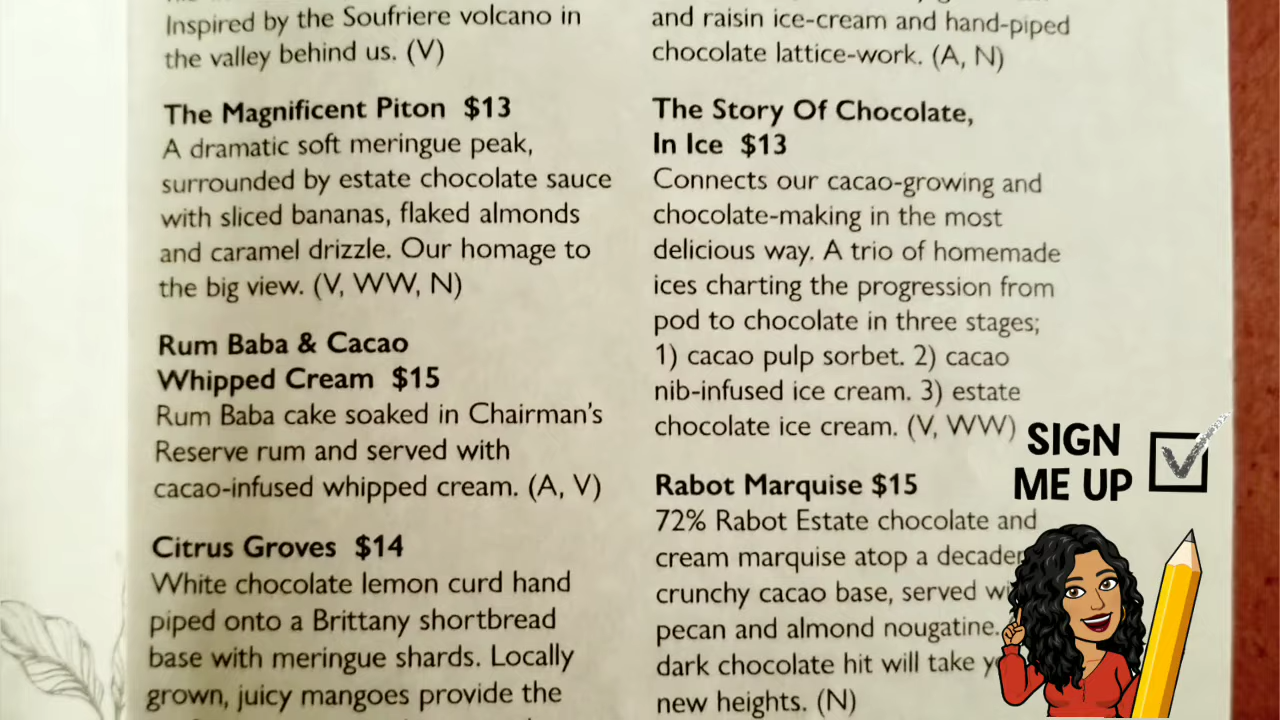 Inspired by the Soufriere volcano in
the valley behind us. (V)
The Magnificent Piton $13
A dramatic soft meringue peak,
surrounded by estate chocolate sauce
with sliced bananas, flaked almonds
and caramel drizzle. Our homage to
the big view. (V, WW, N)
Rum Baba & Cacao
Whipped Cream $15
Rum Baba cake soaked in Chairman's
Reserve rum and served with
cacao-infused whipped cream. (A, V)
Citrus Groves $14
White chocolate lemon curd hand
piped onto a Brittany shortbread
base with meringue shards. Locally
grown, juicy mangoes provide the
and raisin ice-cream and hand-piped
chocolate lattice-work. (A, N)
The Story Of Chocolate,
In Ice $13
Connects our cacao-growing and
chocolate-making in the most
delicious way. A trio of homemade
ices charting the progression from
pod to chocolate in three stages;
1) cacao pulp sorbet. 2) cacao
nib-infused ice cream. 3) estate
chocolate ice cream. (V, WW)
Rabot Marquise $15
72% Rabot Estate chocolate and
cream marquise atop a
crunchy cacao base, served
pecan and almond nougatine.
dark chocolate hit will take
new heights. (N)
SIGN
ME UP